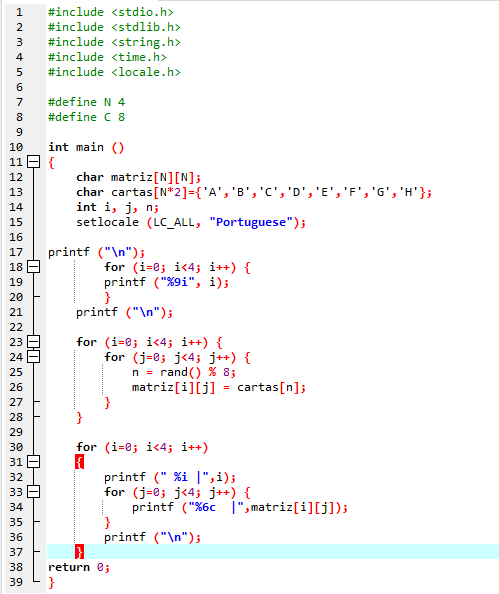 1 #include <stdio.h>
2 #include <stdlib.h>
3 #include <string.h>
4 #include <time.h>
5 #include <locale.h>
6
7 #define N 4
8 #define C 8
9
10 int main ()
11 {
12     char matriz[N][N];
13     char cartas[N*2]={'A','B','C','D','E','F','G','H'};
14     int i, j, n;
15     setlocale (LC_ALL, "Portuguese");
16
17 printf ("\n");
18         for (i=0; i<4; i++) {
19         printf ("%9i", i);
20         }
21     printf ("\n");
22
23     for (i=0; i<4; i++) {
24         for (j=0; j<4; j++) {
25             n = rand() % 8;
26             matriz[i][j] = cartas[n];
27         }
28     }
29
30     for (i=0; i<4; i++)
31     {
32         printf (" %i |",i);
33         for (j=0; j<4; j++) {
34             printf ("%6c  |",matriz[i][j]);
35         }
36         printf ("\n");
37     }
38 return 0;
39 }